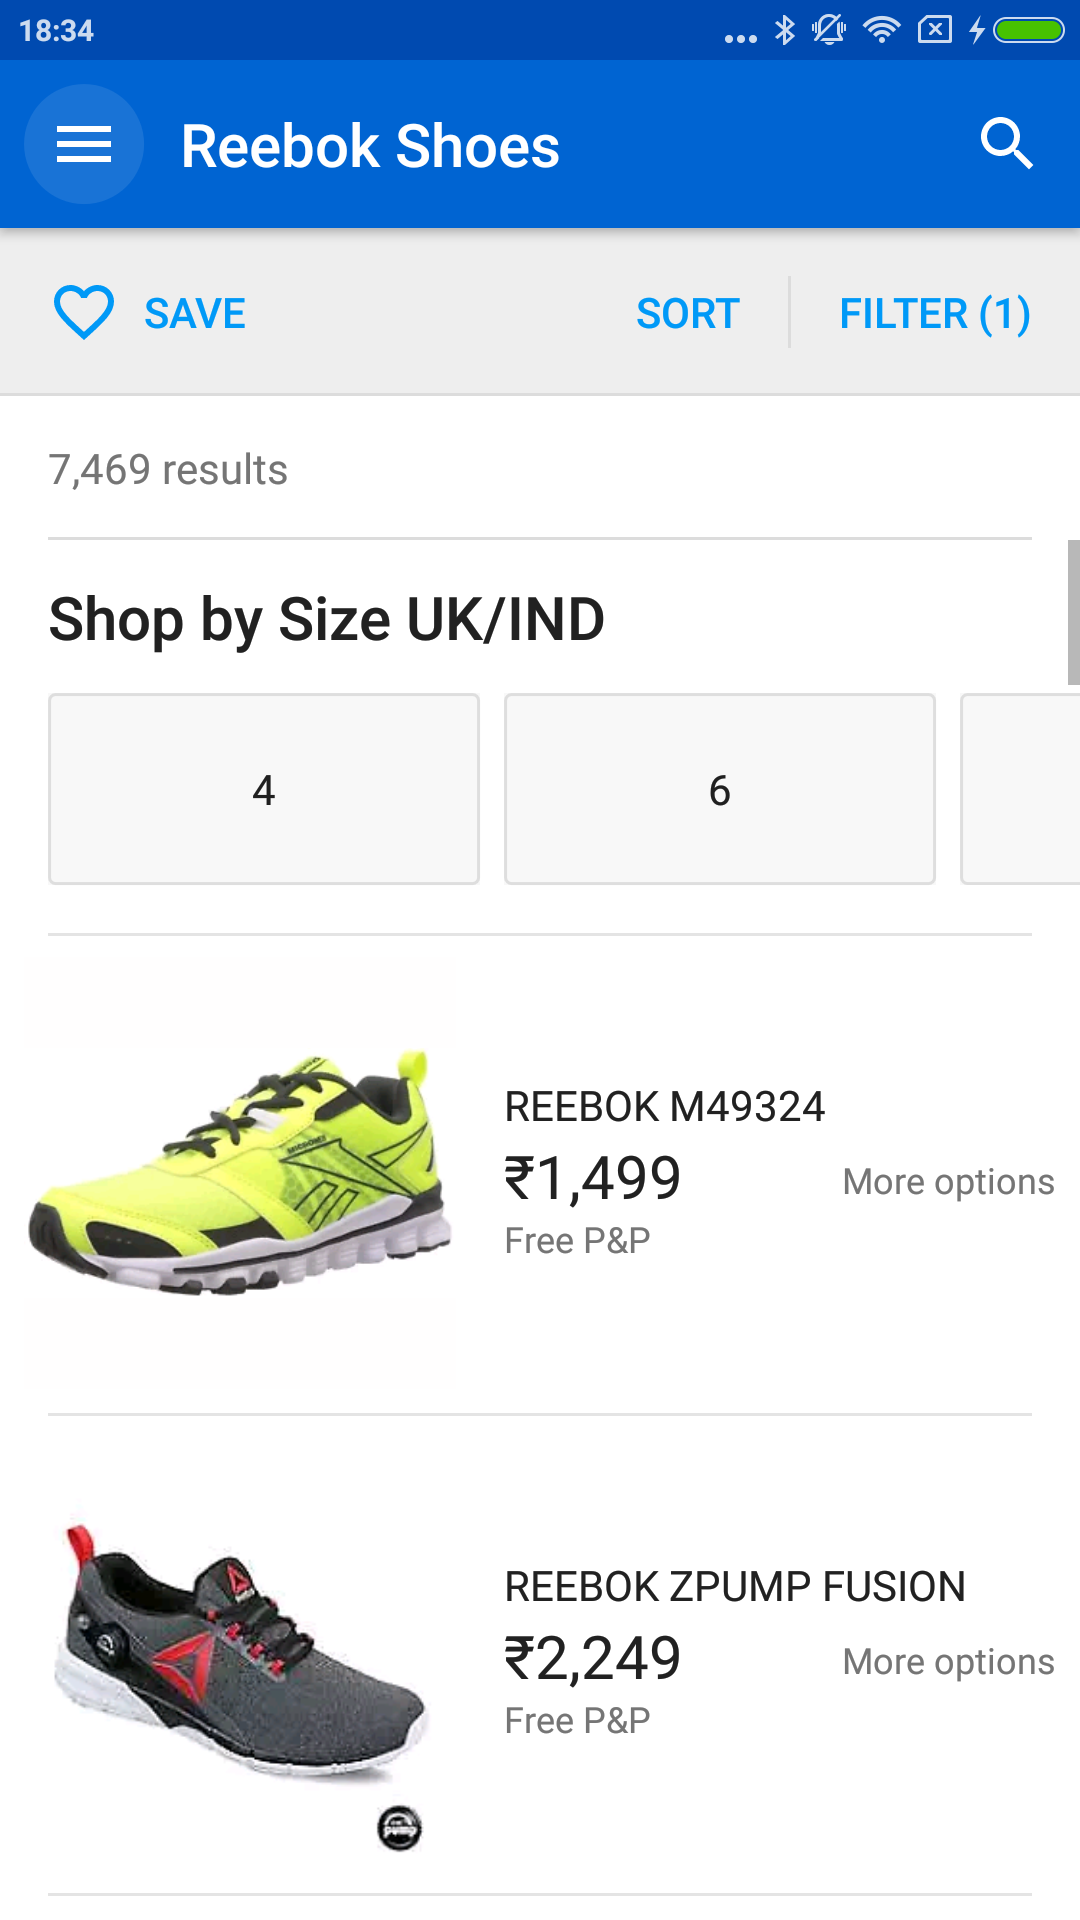 18:34
Reebok Shoes
SAVE
SORT
FILTER (1)
7,469 results
Shop by Size UK/IND
4
6
REEBOK M49324
₹1,499
More options
Free P&P
REEBOK ZPUMP FUSION
₹2,249
More options
Free P&P